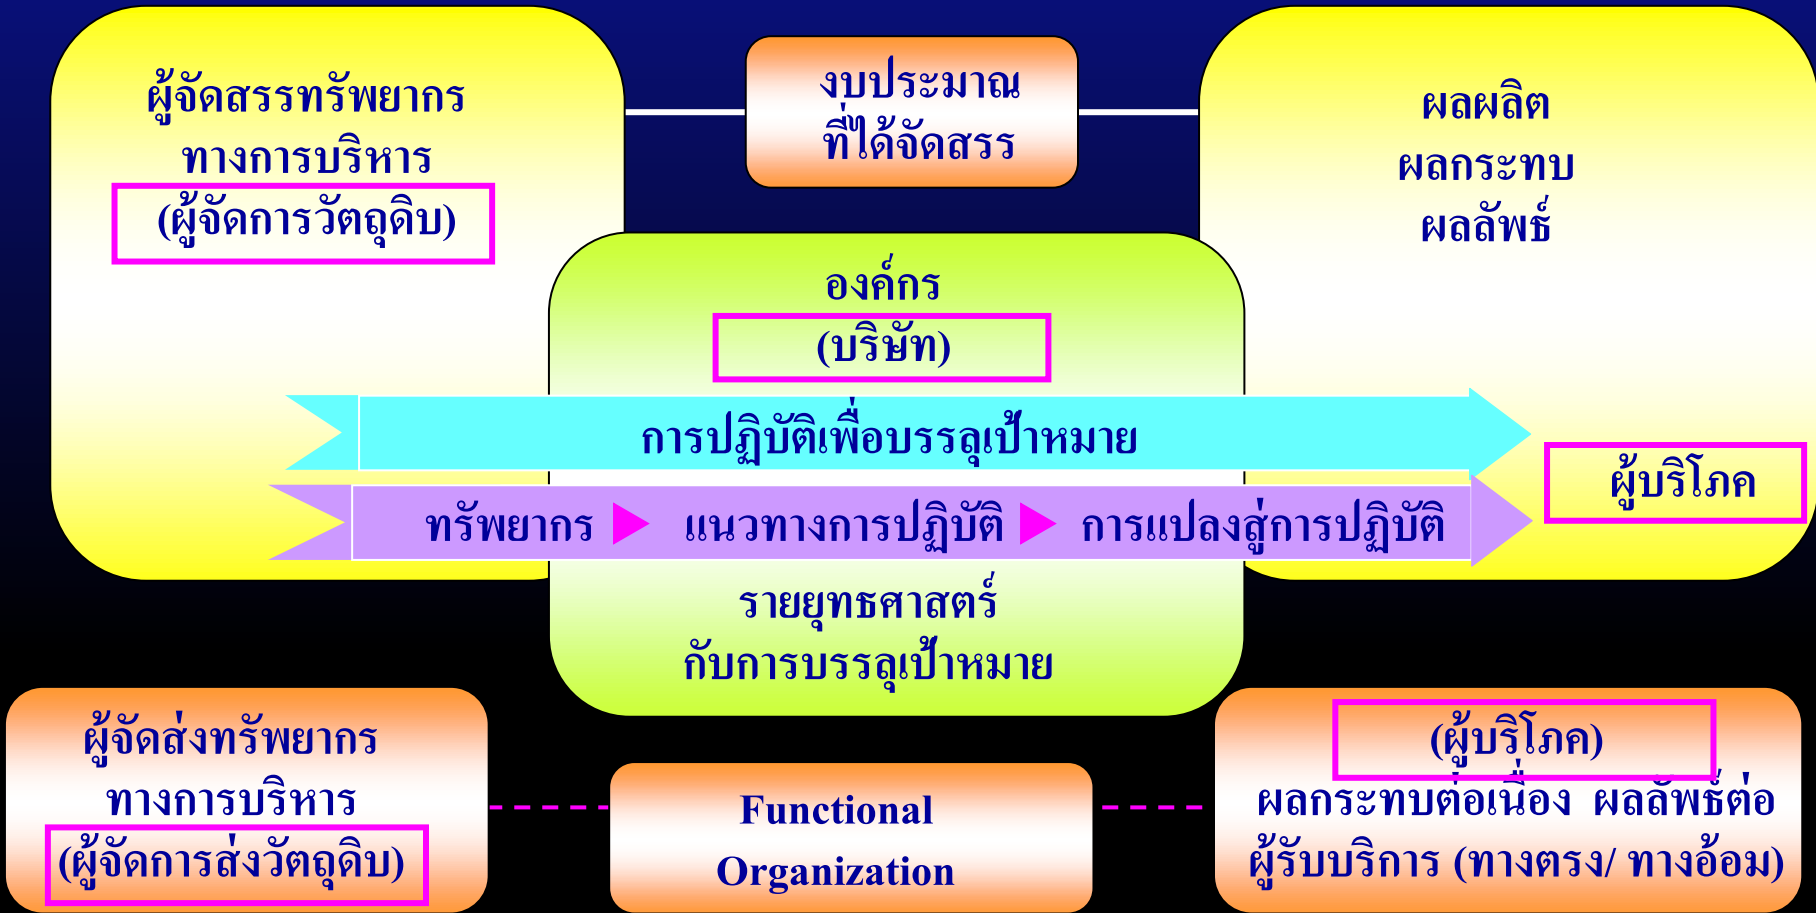 ผู้จัดสรรทรัพยากร
ทางการบริหาร
(ผู้จัดการวัตถุดิบ)
งบประมาณ
ที่ได้จัดสรร
ผลผลิต
ผลกระทบ
ผลลัพธ์
องค์กร
(บริษัท)
การปฏิบัติเพื่อบรรลุเป้าหมาย
ผู้บริโภค
ทรัพยากร แนวทางการปฏิบัติ การแปลงสู่การปฏิบัติ
รายยุทธศาสตร์
กับการบรรลุเป้าหมาย
ผู้จัดส่งทรัพยากร
ทางการบริหาร
(ผู้จัดการส่งวัตถุดิบ)
Functional
Organization
(ผู้บริโภค)
ผลกระทบต่อเนื่อง ผลลัพธ์ต่อ
ผู้รับบริการ (ทางตรง/ ทางอ้อม)